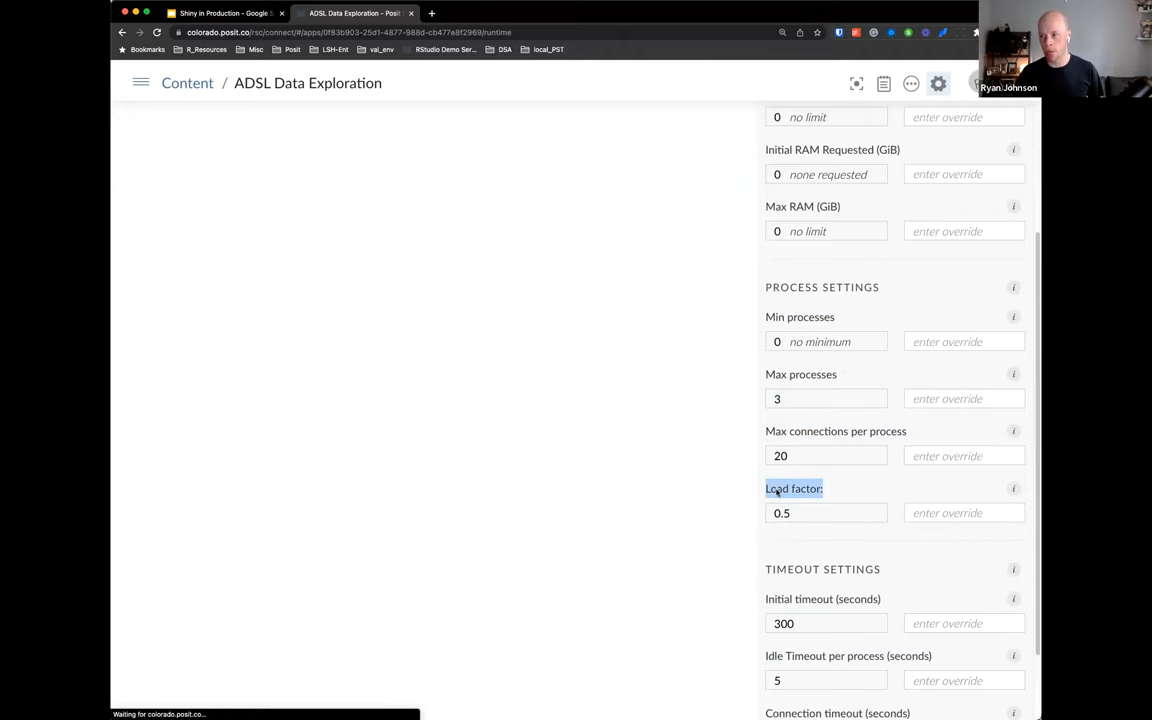 Shiny in Production - Google S
ADSL Data Exploration - Posit
colorado.posit.co/rsc/connect/#/apps/0f83b903-25d1-4877-988d-cb477e8f2969/runtime
Bookmarks
R_Resources
Misc
Posit
LSH-Ent
val_env
RStudio Demo Ser...
DSA
local_PST
Ryan Johnson
Content / ADSL Data Exploration
0 no limit
enter override
Initial RAM Requested (GiB)
0 none requested
enter override
Max RAM (GiB)
0 no limit
enter override
PROCESS SETTINGS
Min processes
0 no minimum
enter override
Max processes
3
enter override
Max connections per process
20
enter override
Load factor:
0.5
enter override
TIMEOUT SETTINGS
Initial timeout (seconds)
300
enter override
Idle Timeout per process (seconds)
5
enter override
Connection timeout (seconds)
Waiting for colorado.posit.co...